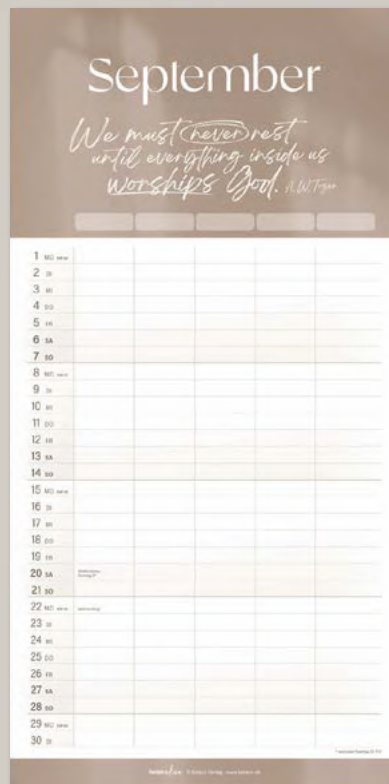 September
We must never rest
until everything inside us
worships God. A. W. Tozer
1 MO
2 DI
3 MI
4 DO
5 FR
6 SA
7 SO
8 MO
9 DI
10 MI
11 DO
12 FR
13 SA
14 SO
15 MO
16 DI
17 MI
18 DO
19 FR
20 SA
21 SO
22 MO
23 DI
24 MI
25 DO
26 FR
27 SA
28 SO
29 MO
30 DI